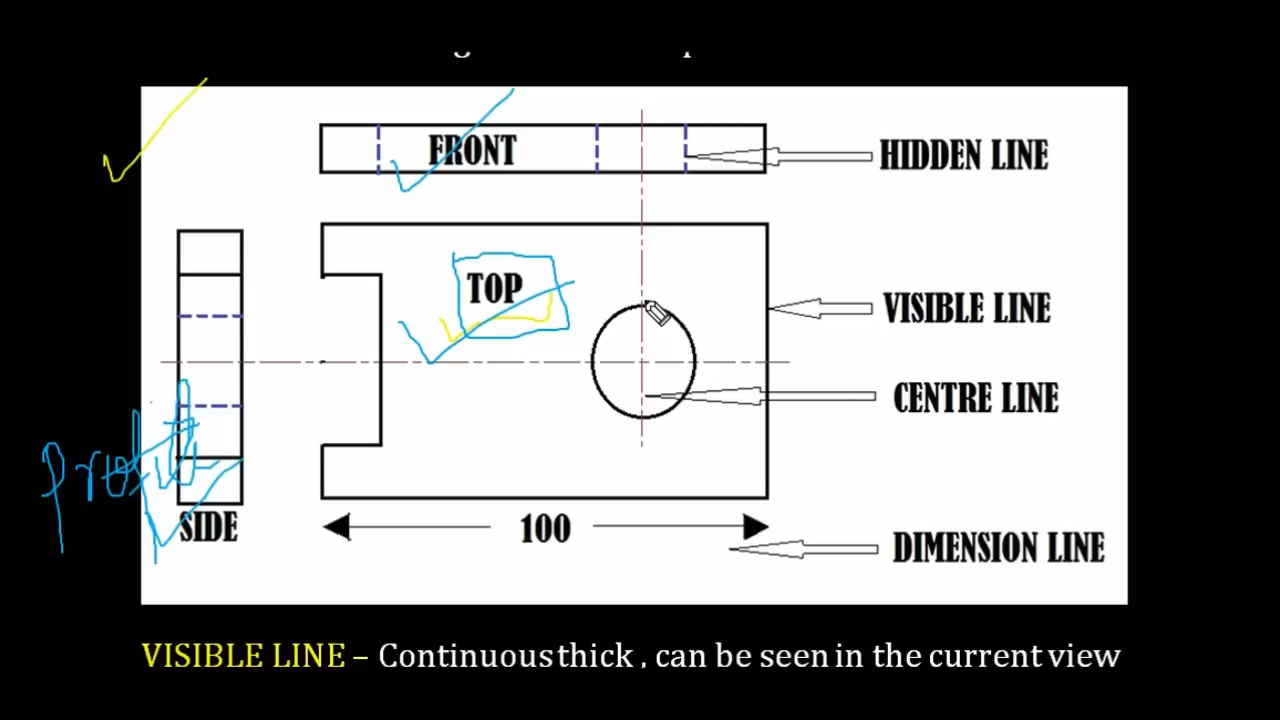 FRONT
HIDDEN LINE
TOP
VISIBLE LINE
CENTRE LINE
SIDE
100
DIMENSION LINE
VISIBLE LINE – Continuous thick , can be seen in the current view